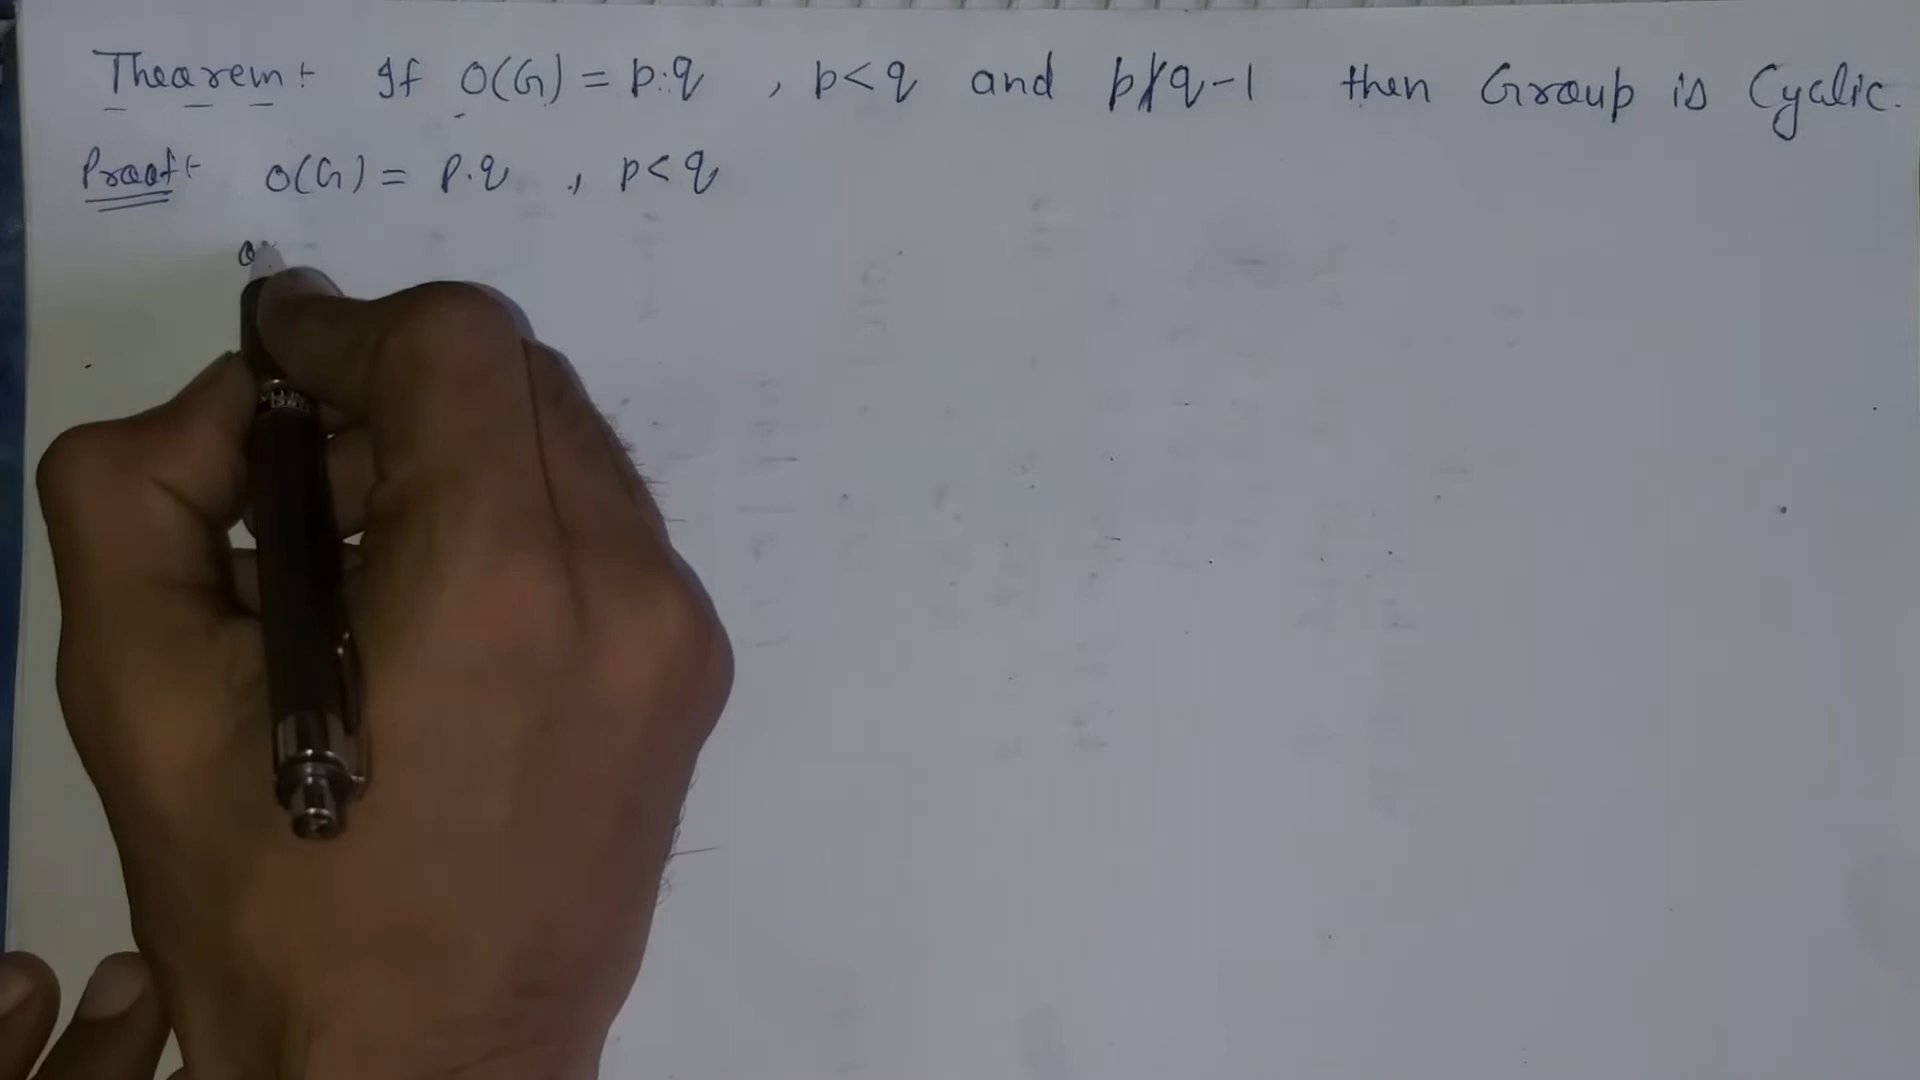 Theorem:- If O(G) = p.q , p<q and p∤q-1 then Group is Cyclic.
Proof:- O(G) = p.q , p<q